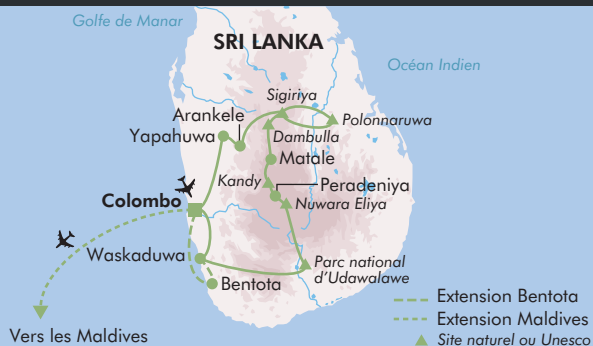 Golfe de Manar
SRI LANKA
Océan Indien
Sigiriya
Arankele
Polonnaruwa
Yapahuwa
Dambulla
Matale
Kandy
Peradeniya
Colombo
Nuwara Eliya
Waskaduwa
Parc national
d'Udawalawe
Bentota
Extension Bentota
Extension Maldives
Vers les Maldives
Site naturel ou Unesco